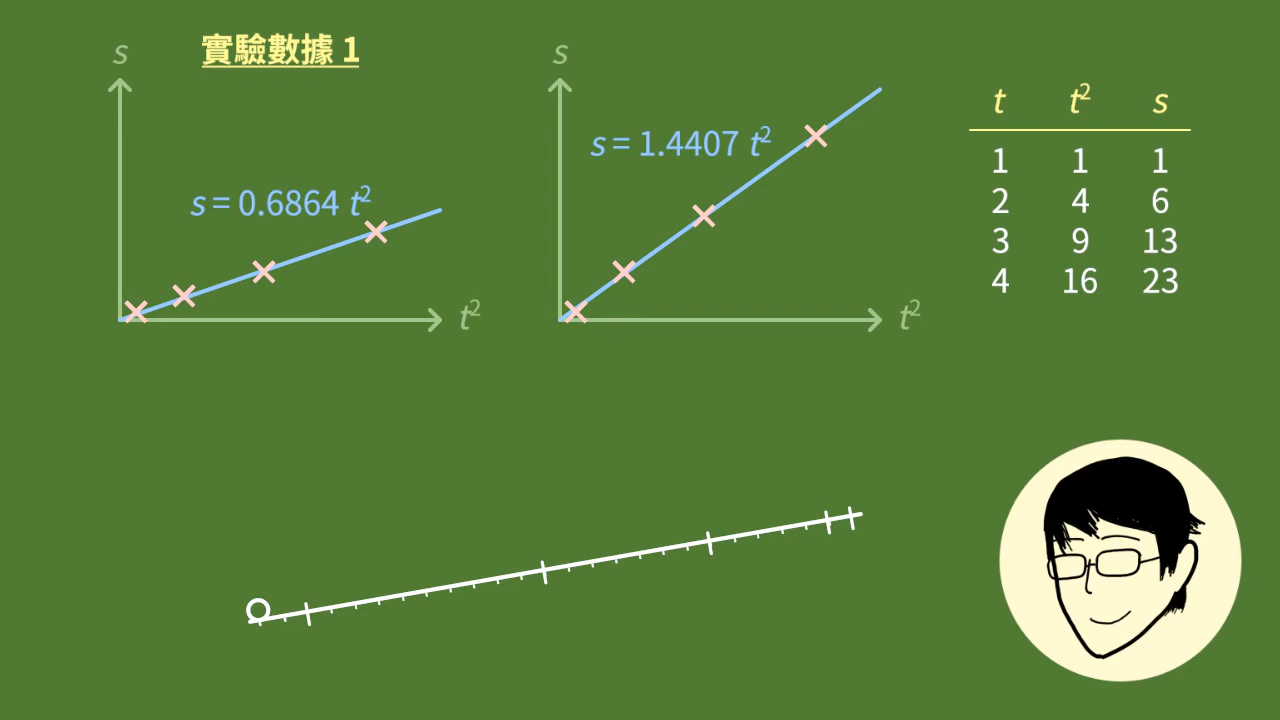 實驗數據 1
s
s = 0.6864 t²
t²
s
s = 1.4407 t²
t²
t t² s
1 1 1
2 4 6
3 9 13
4 16 23